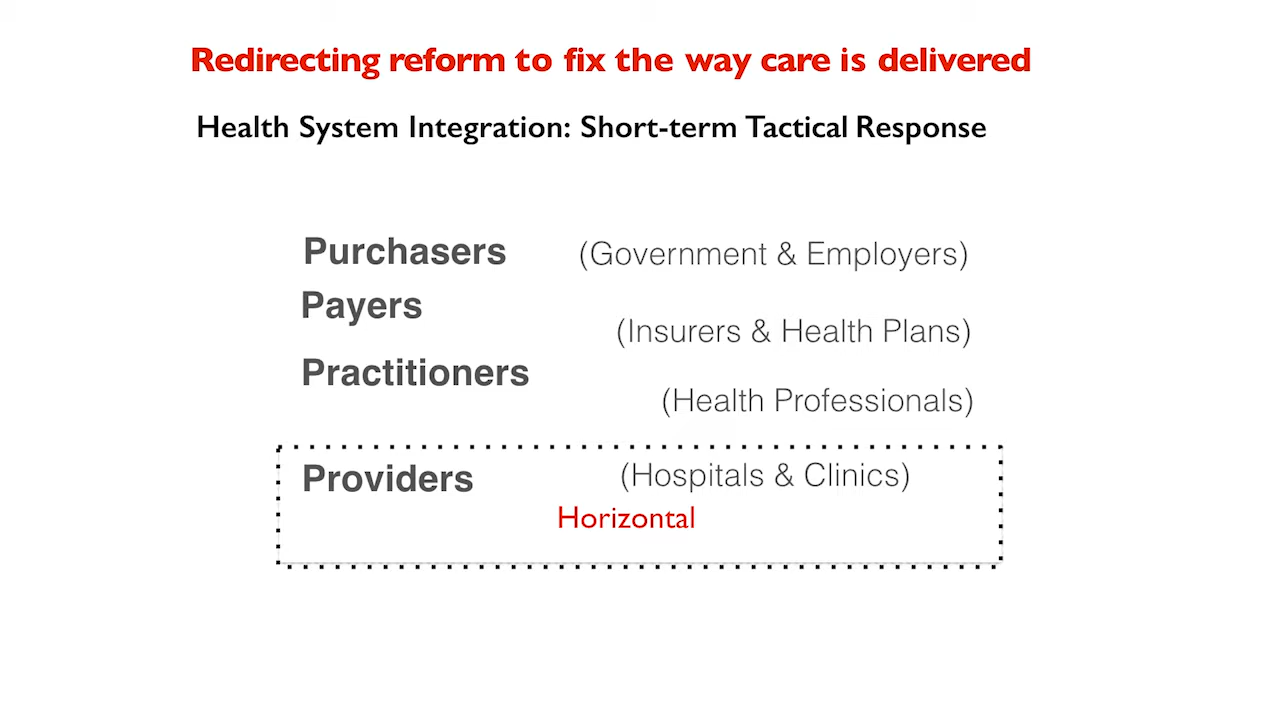 Redirecting reform to fix the way care is delivered
Health System Integration: Short-term Tactical Response
Purchasers (Government & Employers)
Payers (Insurers & Health Plans)
Practitioners (Health Professionals)
Providers (Hospitals & Clinics)
Horizontal